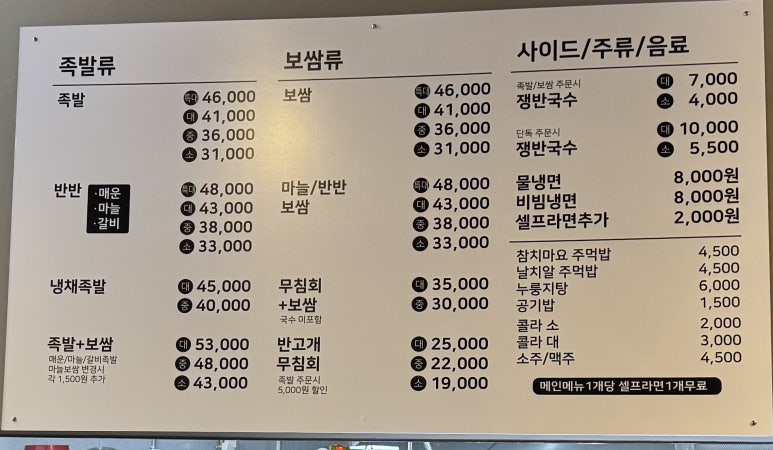 족발류
족발 특대 46,000
대 41,000
중 36,000
소 31,000
반반 ·매운 ·마늘 ·갈비
특대 48,000
대 43,000
중 38,000
소 33,000
냉채족발 대 45,000
중 40,000
족발+보쌈 대 53,000
매운/마늘/갈비족발
마늘보쌈 변경시
각 1,500원 추가
중 48,000
소 43,000
보쌈류
보쌈 특대 46,000
대 41,000
중 36,000
소 31,000
마늘/반반
보쌈
특대 48,000
대 43,000
중 38,000
소 33,000
무침회 대 35,000
+보쌈 중 30,000
국수 미포함
반고개 대 25,000
무침회 중 22,000
족발 주문시
5,000원 할인
소 19,000
사이드/주류/음료
족발/보쌈 주문시
쟁반국수
대 7,000
소 4,000
단독 주문시
쟁반국수
대 10,000
소 5,500
물냉면 8,000원
비빔냉면 8,000원
셀프라면추가 2,000원
참치마요 주먹밥 4,500
날치알 주먹밥 4,500
누룽지탕 6,000
공기밥 1,500
콜라 소 2,000
콜라 대 3,000
소주/맥주 4,500
메인메뉴1개당 셀프라면1개무료